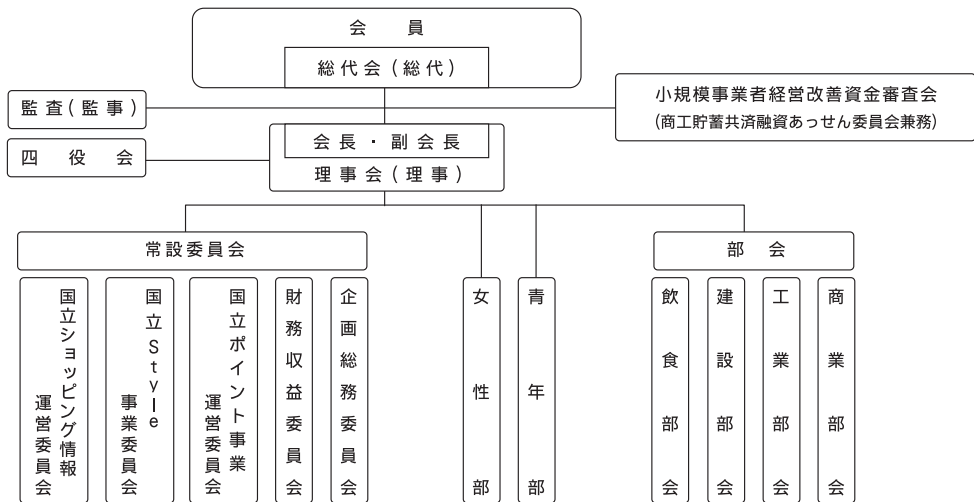 会員
総代会(総代)
監査(監事)
小規模事業者経営改善資金審査会
(商工貯蓄共済融資あっせん委員会兼務)
会長・副会長
四役会
理事会(理事)
常設委員会
部会
国立ショッピング情報
運営委員会
国立Style
事業委員会
国立ポイント事業
運営委員会
財務収益委員会
企画総務委員会
女性部
青年部
飲食部会
建設部会
工業部会
商業部会